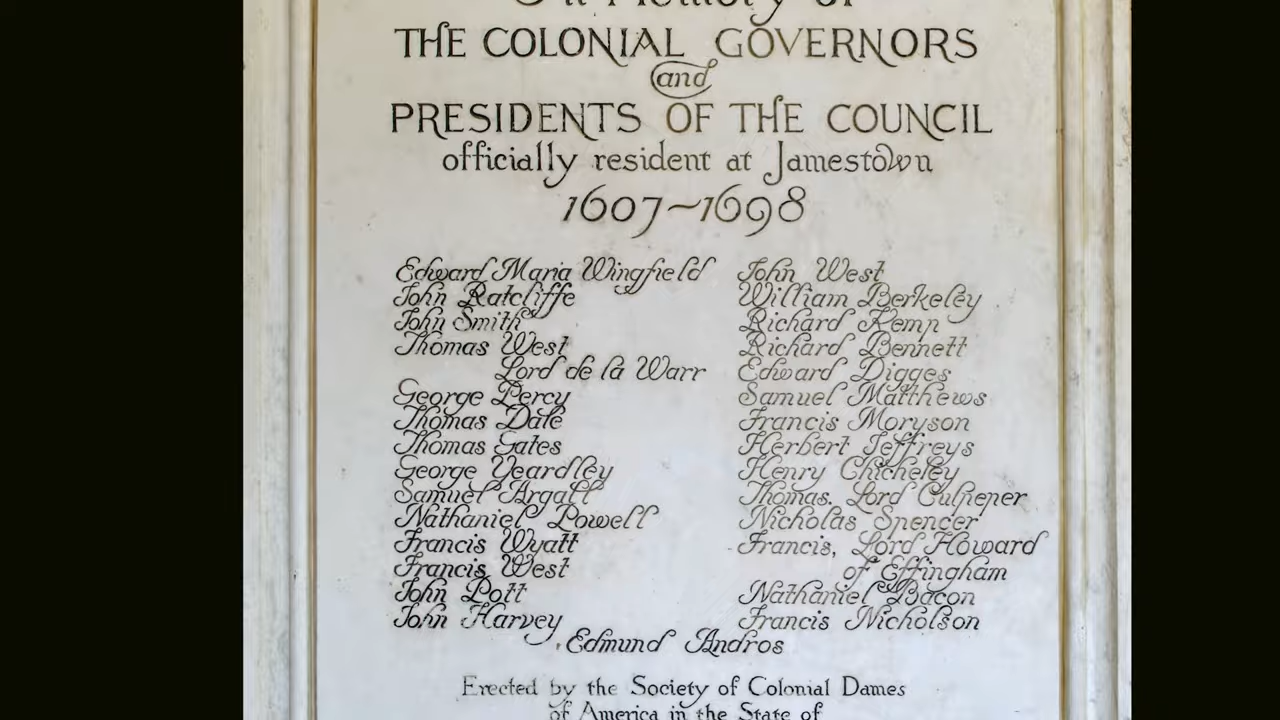 In Memory of
THE COLONIAL GOVERNORS
and
PRESIDENTS OF THE COUNCIL
officially resident at Jamestown
1607~1698
Edward Maria Wingfield
John Ratcliffe
John Smith
Thomas West
Lord de la Warr
George Percy
Thomas Dale
Thomas Gates
George Yeardley
Samuel Argall
Nathaniel Powell
Francis Wyatt
Francis West
John Pott
John Harvey
John West
William Berkeley
Richard Kemp
Richard Bennett
Edward Digges
Samuel Matthews
Francis Moryson
Herbert Jeffreys
Henry Chicheley
Thomas. Lord Culpeper
Nicholas Spencer
Francis, Lord Howard
of Effingham
Nathaniel Bacon
Francis Nicholson
Edmund Andros
Erected by the Society of Colonial Dames
of America in the State of